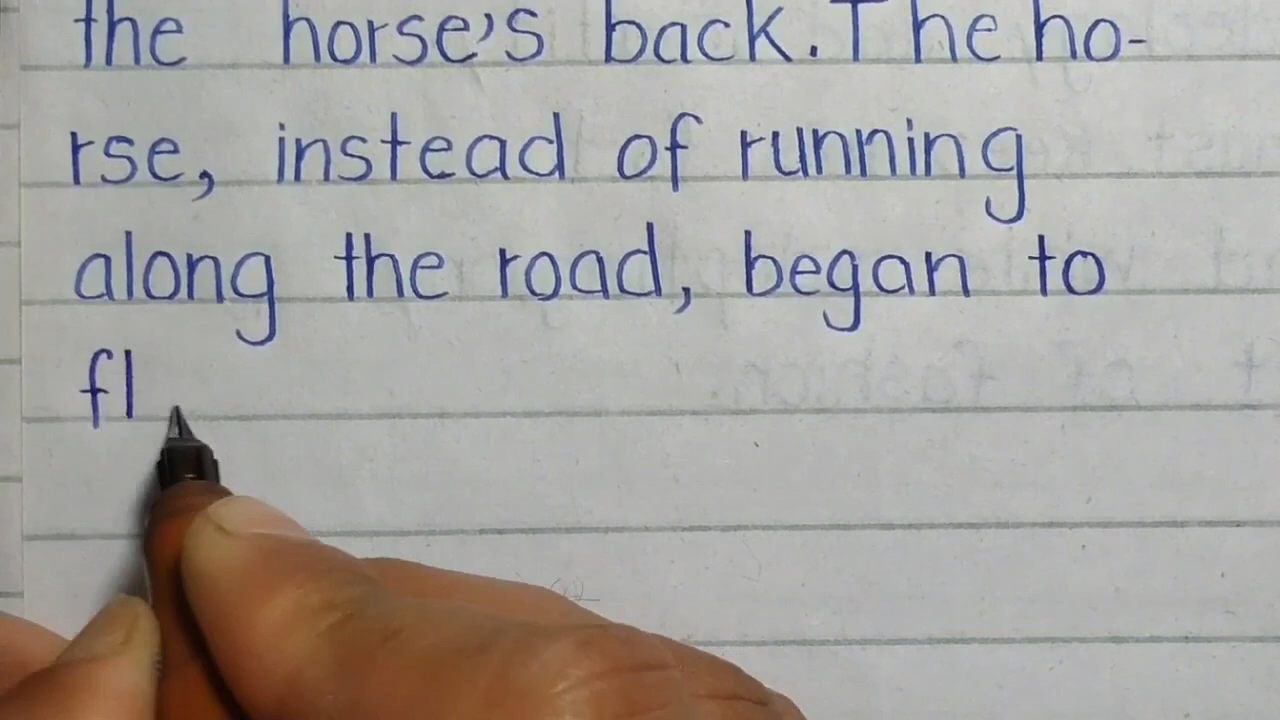 the horse's back. The ho-
rse, instead of running
along the road, began to
fl